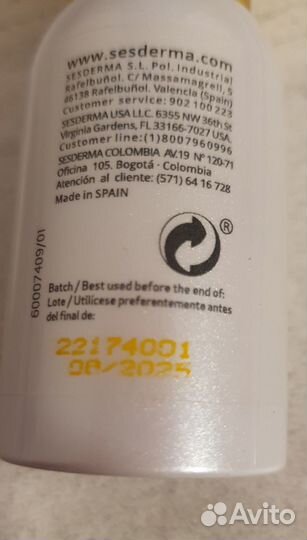 www.sesderma.com
SESDERMA S.L. Pol. Industrial
Rafelbuñol. C/ Massamagrell, 5
46138 Rafelbuñol. Valencia (Spain)
Customer service: 902 100 223
SESDERMA USA LLC. 6355 NW 36th St
Virginia Gardens, FL 33166-7027 USA
Customer line:(1)8007960996
SESDERMA COLOMBIA AV.19 Nº 120-71
Oficina 105. Bogotá - Colombia
Atención al cliente: (571) 64 16 728
Made in SPAIN
®
60007409/01
Batch / Best used before the end of:
Lote / Utilícese preferentemente antes
del final de:
22174001
08/2025
Avito